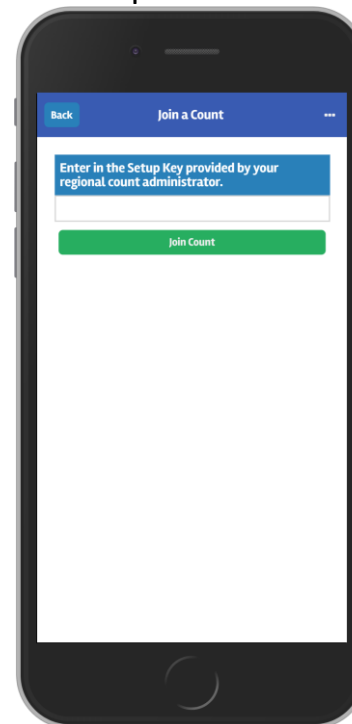 Back
Join a Count
...
Enter in the Setup Key provided by your
regional count administrator.
Join Count